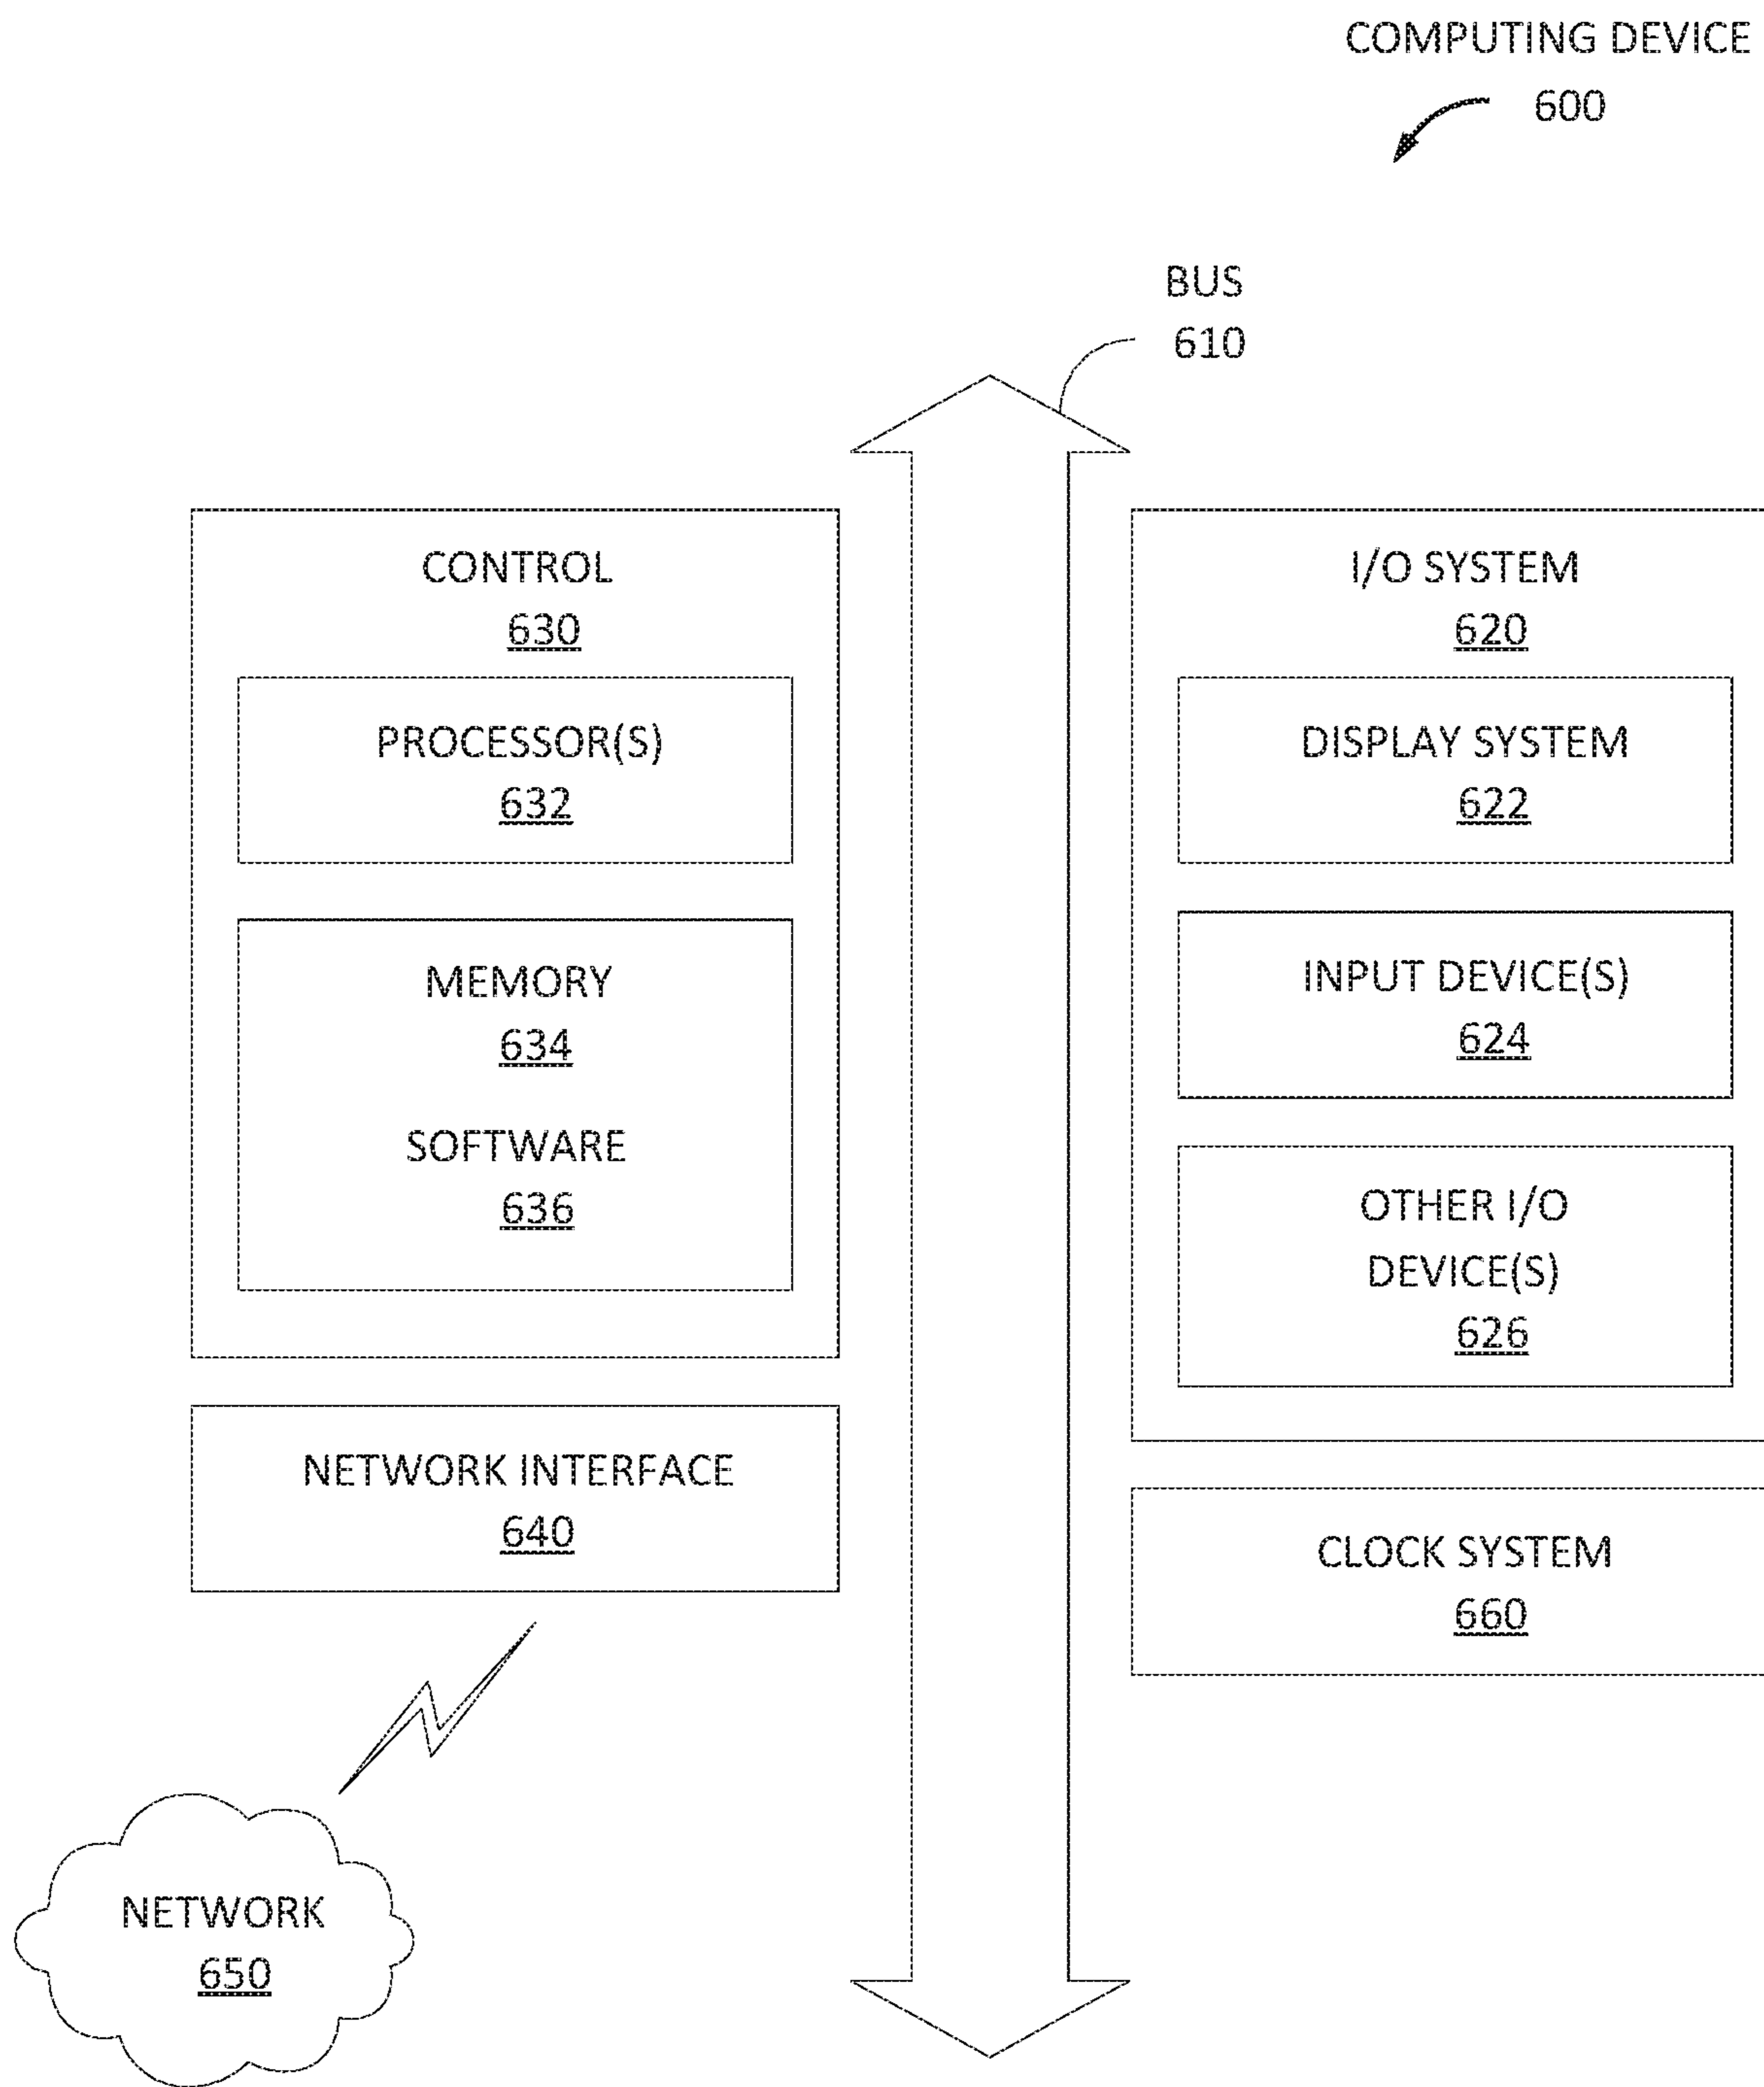 COMPUTING DEVICE
600
BUS
610
CONTROL
630
PROCESSOR(S)
632
MEMORY
634
SOFTWARE
636
NETWORK INTERFACE
640
NETWORK
650
I/O SYSTEM
620
DISPLAY SYSTEM
622
INPUT DEVICE(S)
624
OTHER I/O
DEVICE(S)
626
CLOCK SYSTEM
660